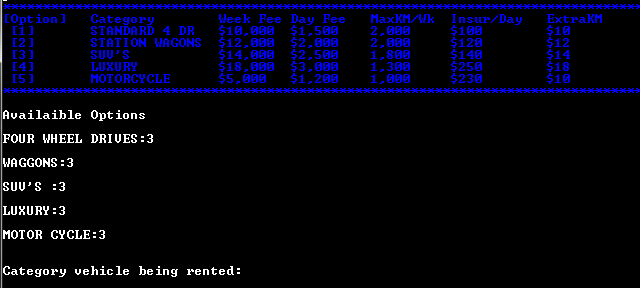 ********************************************************************************
[Option] Category Week Fee Day Fee MaxKM/Wk Insur/Day ExtraKM
[1] STANDARD 4 DR $10.000 $1.500 2.000 $100 $10
[2] STATION WAGONS $12.000 $2.000 2.000 $120 $12
[3] SUV'S $14.000 $2.500 1.800 $140 $14
[4] LUXURY $18.000 $3.000 1.300 $250 $18
[5] MOTORCYCLE $5.000 $1.200 1.000 $230 $10
********************************************************************************
Availaible Options
FOUR WHEEL DRIVES:3
WAGGONS:3
SUV'S :3
LUXURY:3
MOTOR CYCLE:3
Category vehicle being rented: